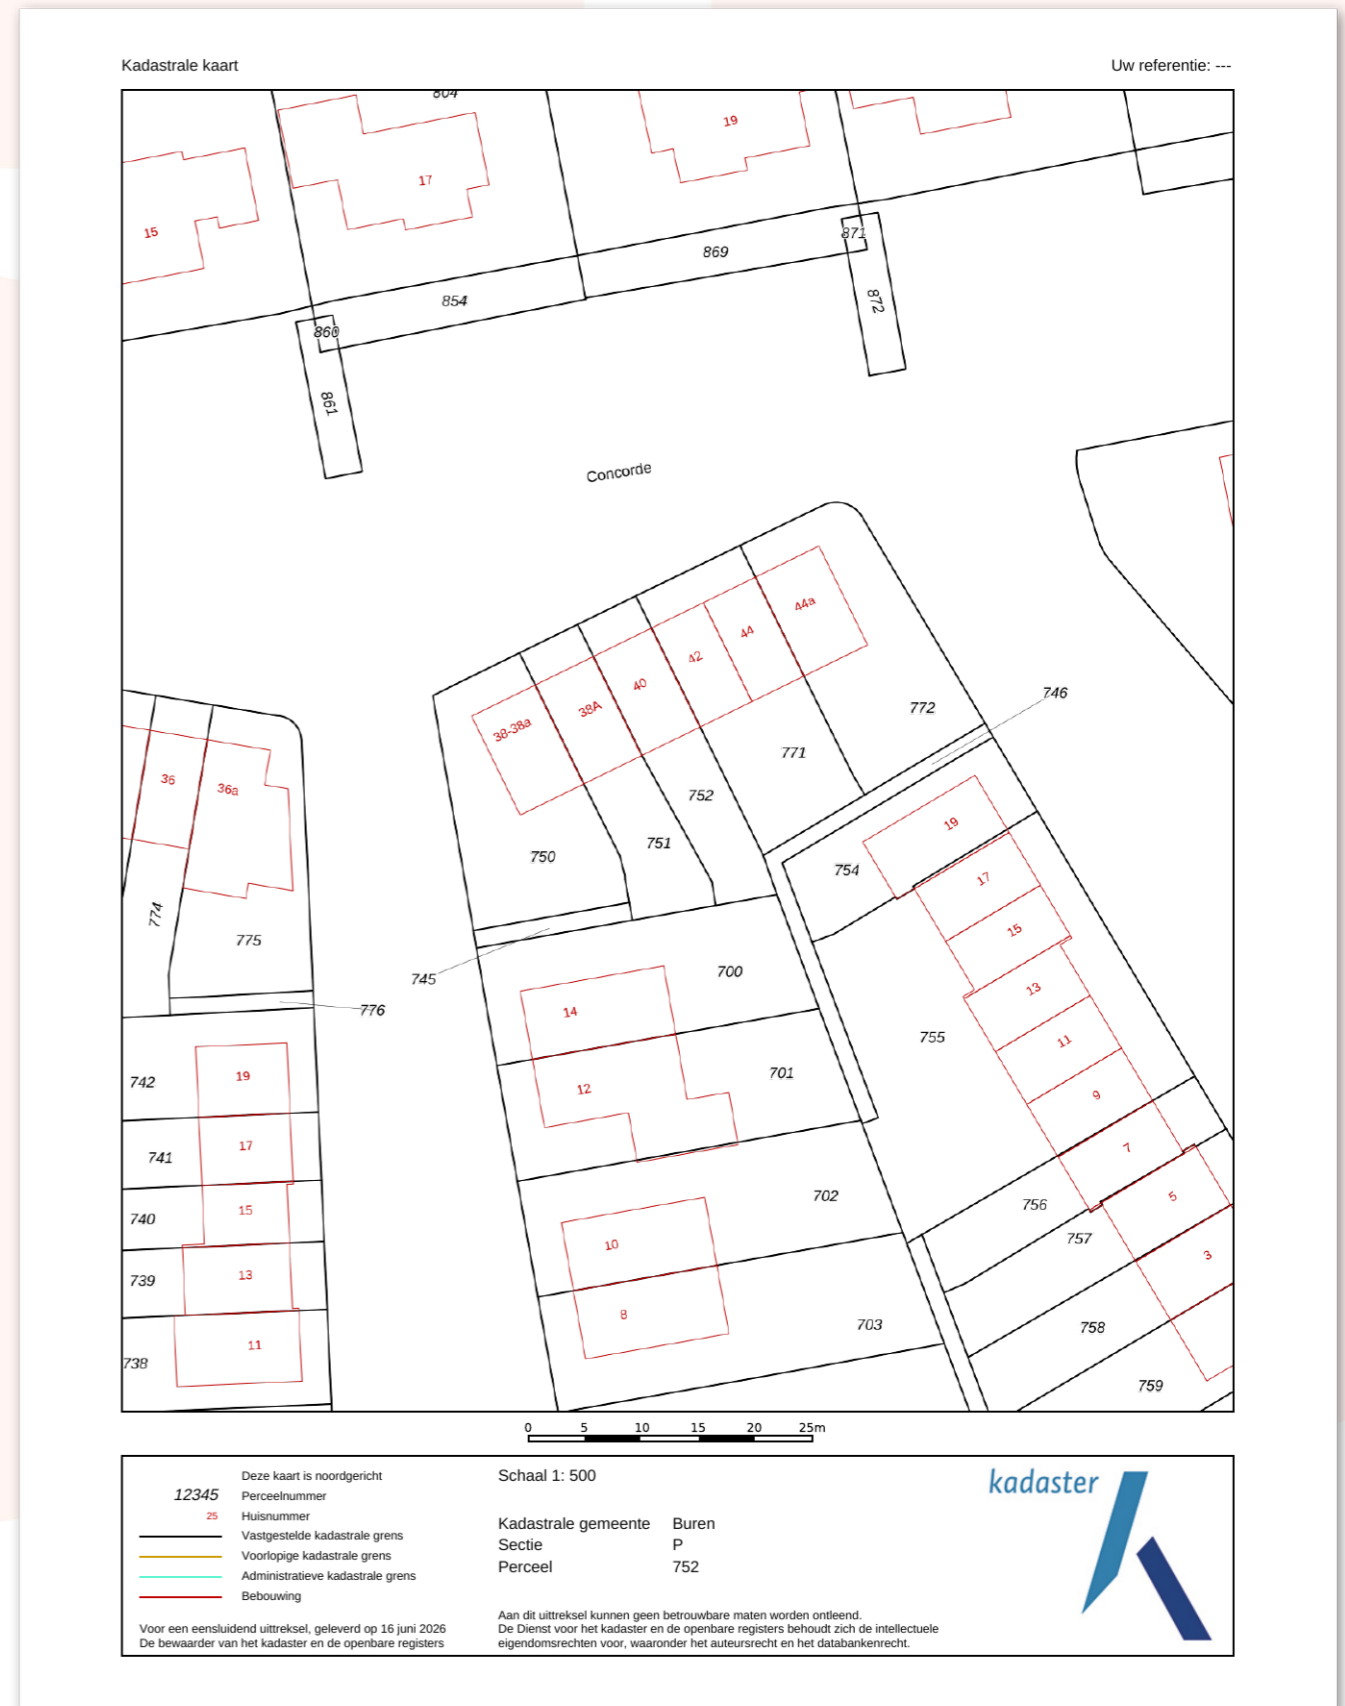 Kadastrale kaart
Uw referentie: ---
804
19
17
15
871
869
854
872
860
861
Concorde
44a
44
42
40
38A
38-38a
746
772
771
752
751
750
36
36a
774
775
776
745
19
754
17
15
13
11
9
7
5
3
755
700
14
701
12
742
19
741
17
740
15
739
13
738
11
702
10
8
703
756
757
758
759
0 5 10 15 20 25m
Deze kaart is noordgericht
12345 Perceelnummer
25 Huisnummer
Vastgestelde kadastrale grens
Voorlopige kadastrale grens
Administratieve kadastrale grens
Bebouwing
Voor een eensluidend uittreksel, geleverd op 16 juni 2026
De bewaarder van het kadaster en de openbare registers
Schaal 1: 500
Kadastrale gemeente Buren
Sectie P
Perceel 752
Aan dit uittreksel kunnen geen betrouwbare maten worden ontleend.
De Dienst voor het kadaster en de openbare registers behoudt zich de intellectuele
eigendomsrechten voor, waaronder het auteursrecht en het databankenrecht.
kadaster